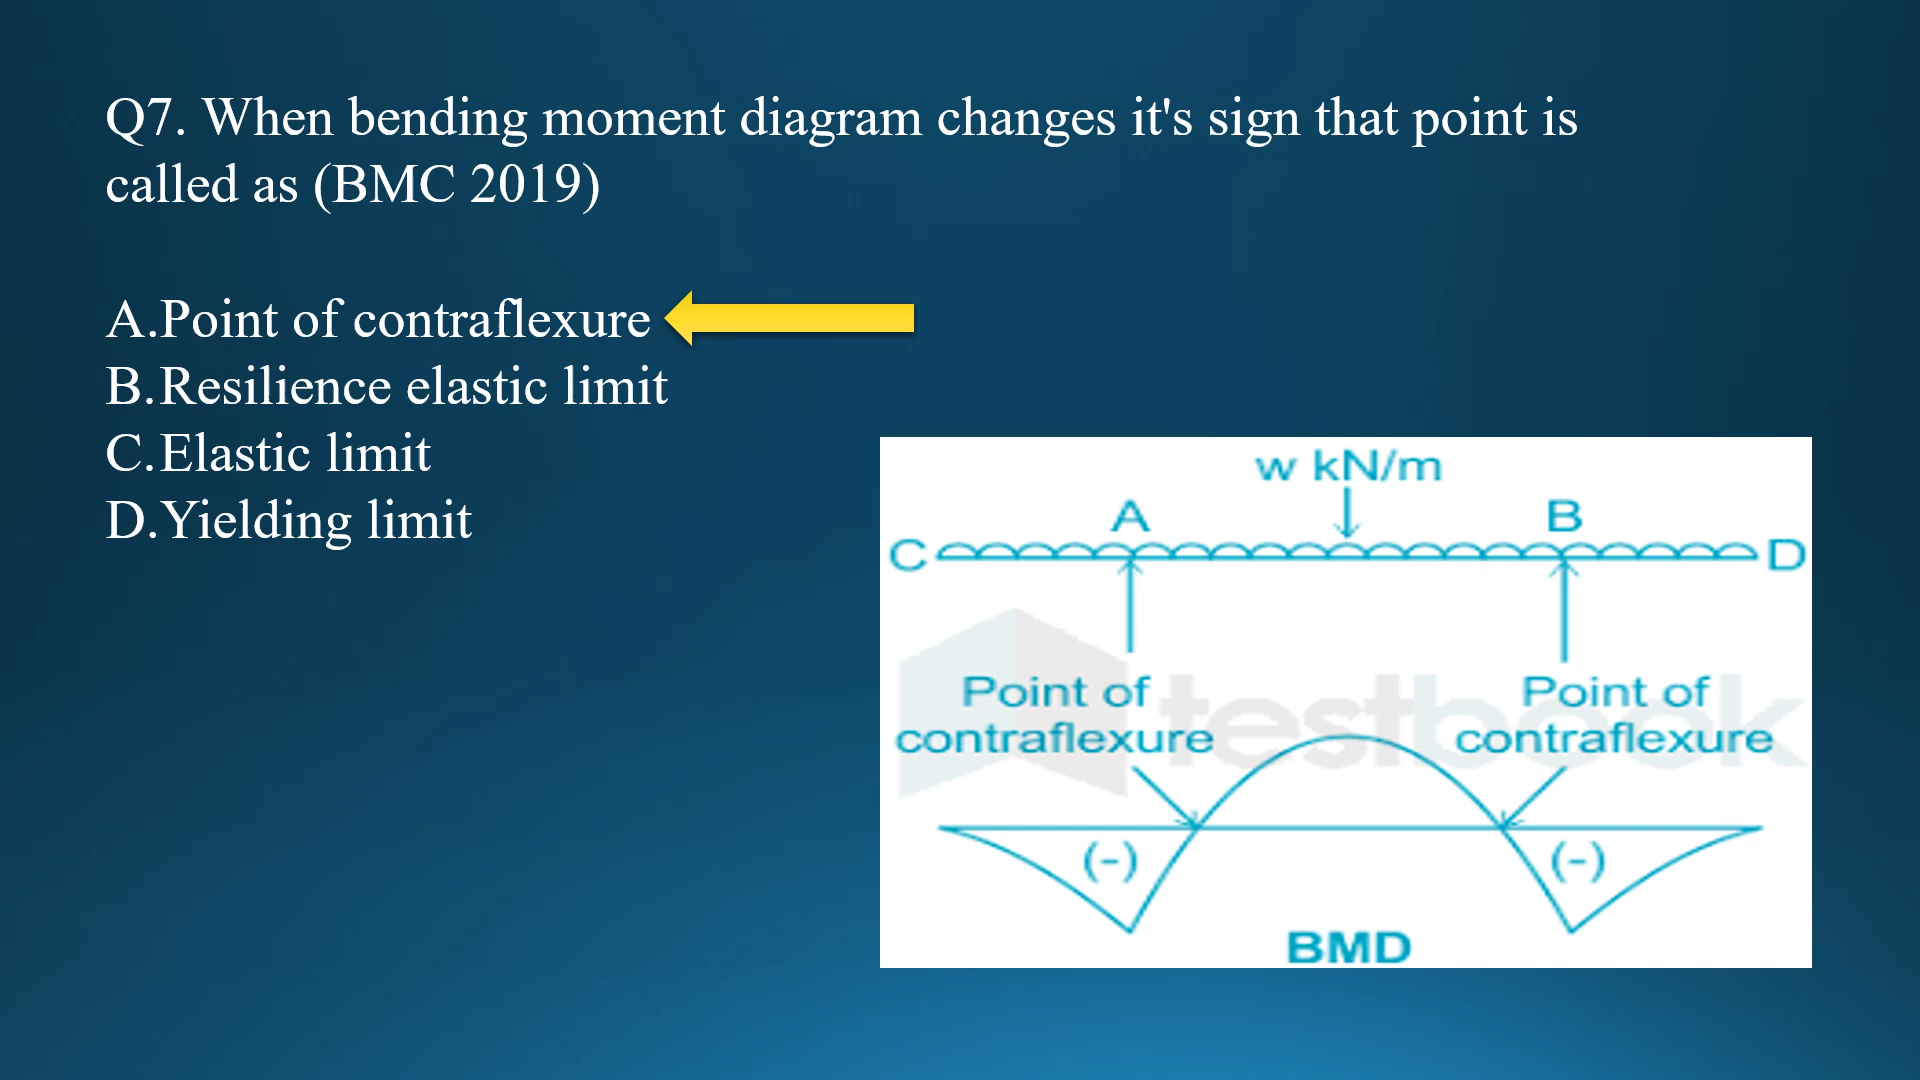 Q7. When bending moment diagram changes it's sign that point is
called as (BMC 2019)
A.Point of contraflexure
B.Resilience elastic limit
C.Elastic limit
D.Yielding limit
w kN/m
A
B
C
D
testbook
Point of
contraflexure
Point of
contraflexure
(-)
(-)
BMD